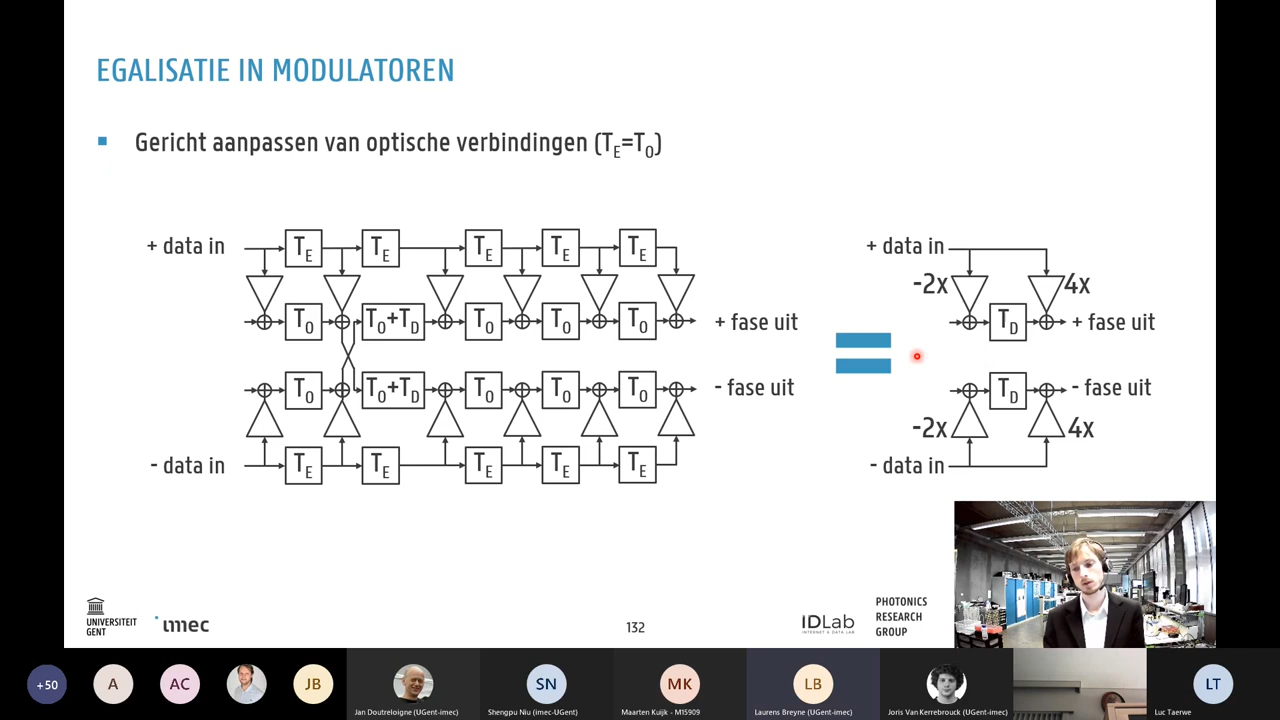 EGALISATIE IN MODULATOREN
Gericht aanpassen van optische verbindingen (TE=TO)
+ data in TE TE TE TE TE
TO TO+TD TO TO TO + fase uit
TO TO+TD TO TO TO - fase uit
- data in TE TE TE TE TE
+ data in
-2x 4x
TD + fase uit
TD - fase uit
-2x 4x
- data in
UNIVERSITEIT
GENT
imec
132
IDLab
INTERNET & DATA LAB
PHOTONICS
RESEARCH
GROUP
+50 A AC JB SN MK LB LT
Jan Doutreloigne (UGent-imec) Shengpu Niu (imec-UGent) Maarten Kuijk - M15909 Laurens Breyne (UGent-imec) Joris Van Kerrebrouck (UGent-imec) Luc Taerwe